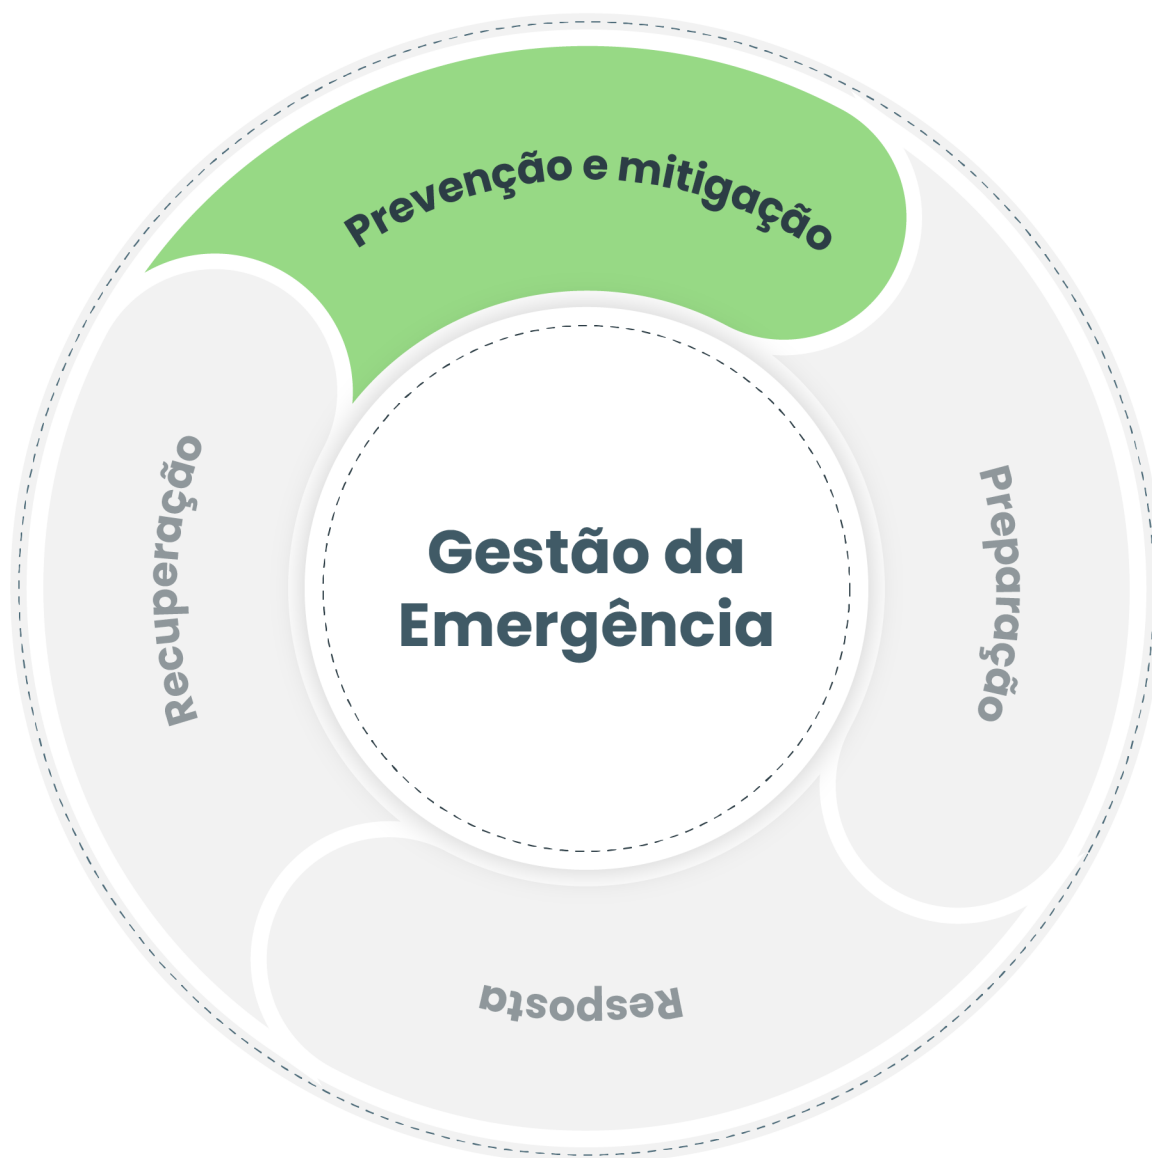 Prevenção e mitigação
Preparação
Resposta
Recuperação
Gestão da
Emergência